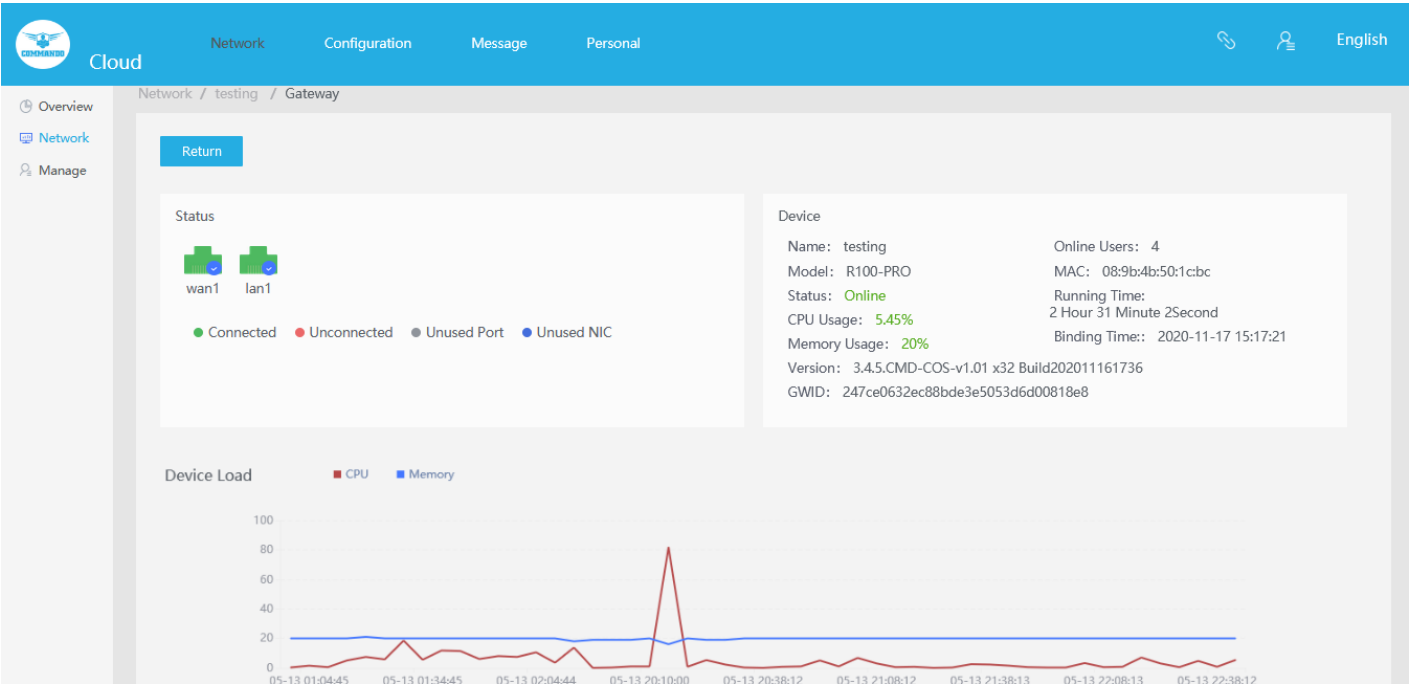 COMMANDO
Cloud
Network Configuration Message Personal
English
Overview
Network
Manage
Network / testing / Gateway
Return
Status
wan1 lan1
Connected Unconnected Unused Port Unused NIC
Device
Name: testing
Model: R100-PRO
Status: Online
CPU Usage: 5.45%
Memory Usage: 20%
Online Users: 4
MAC: 08:9b:4b:50:1c:bc
Running Time:
2 Hour 31 Minute 2Second
Binding Time:: 2020-11-17 15:17:21
Version: 3.4.5.CMD-COS-v1.01 x32 Build202011161736
GWID: 247ce0632ec88bde3e5053d6d00818e8
Device Load CPU Memory
100
80
60
40
20
0
05-13 01:04:45 05-13 01:34:45 05-13 02:04:44 05-13 20:10:00 05-13 20:38:12 05-13 21:08:12 05-13 21:38:13 05-13 22:08:13 05-13 22:38:12